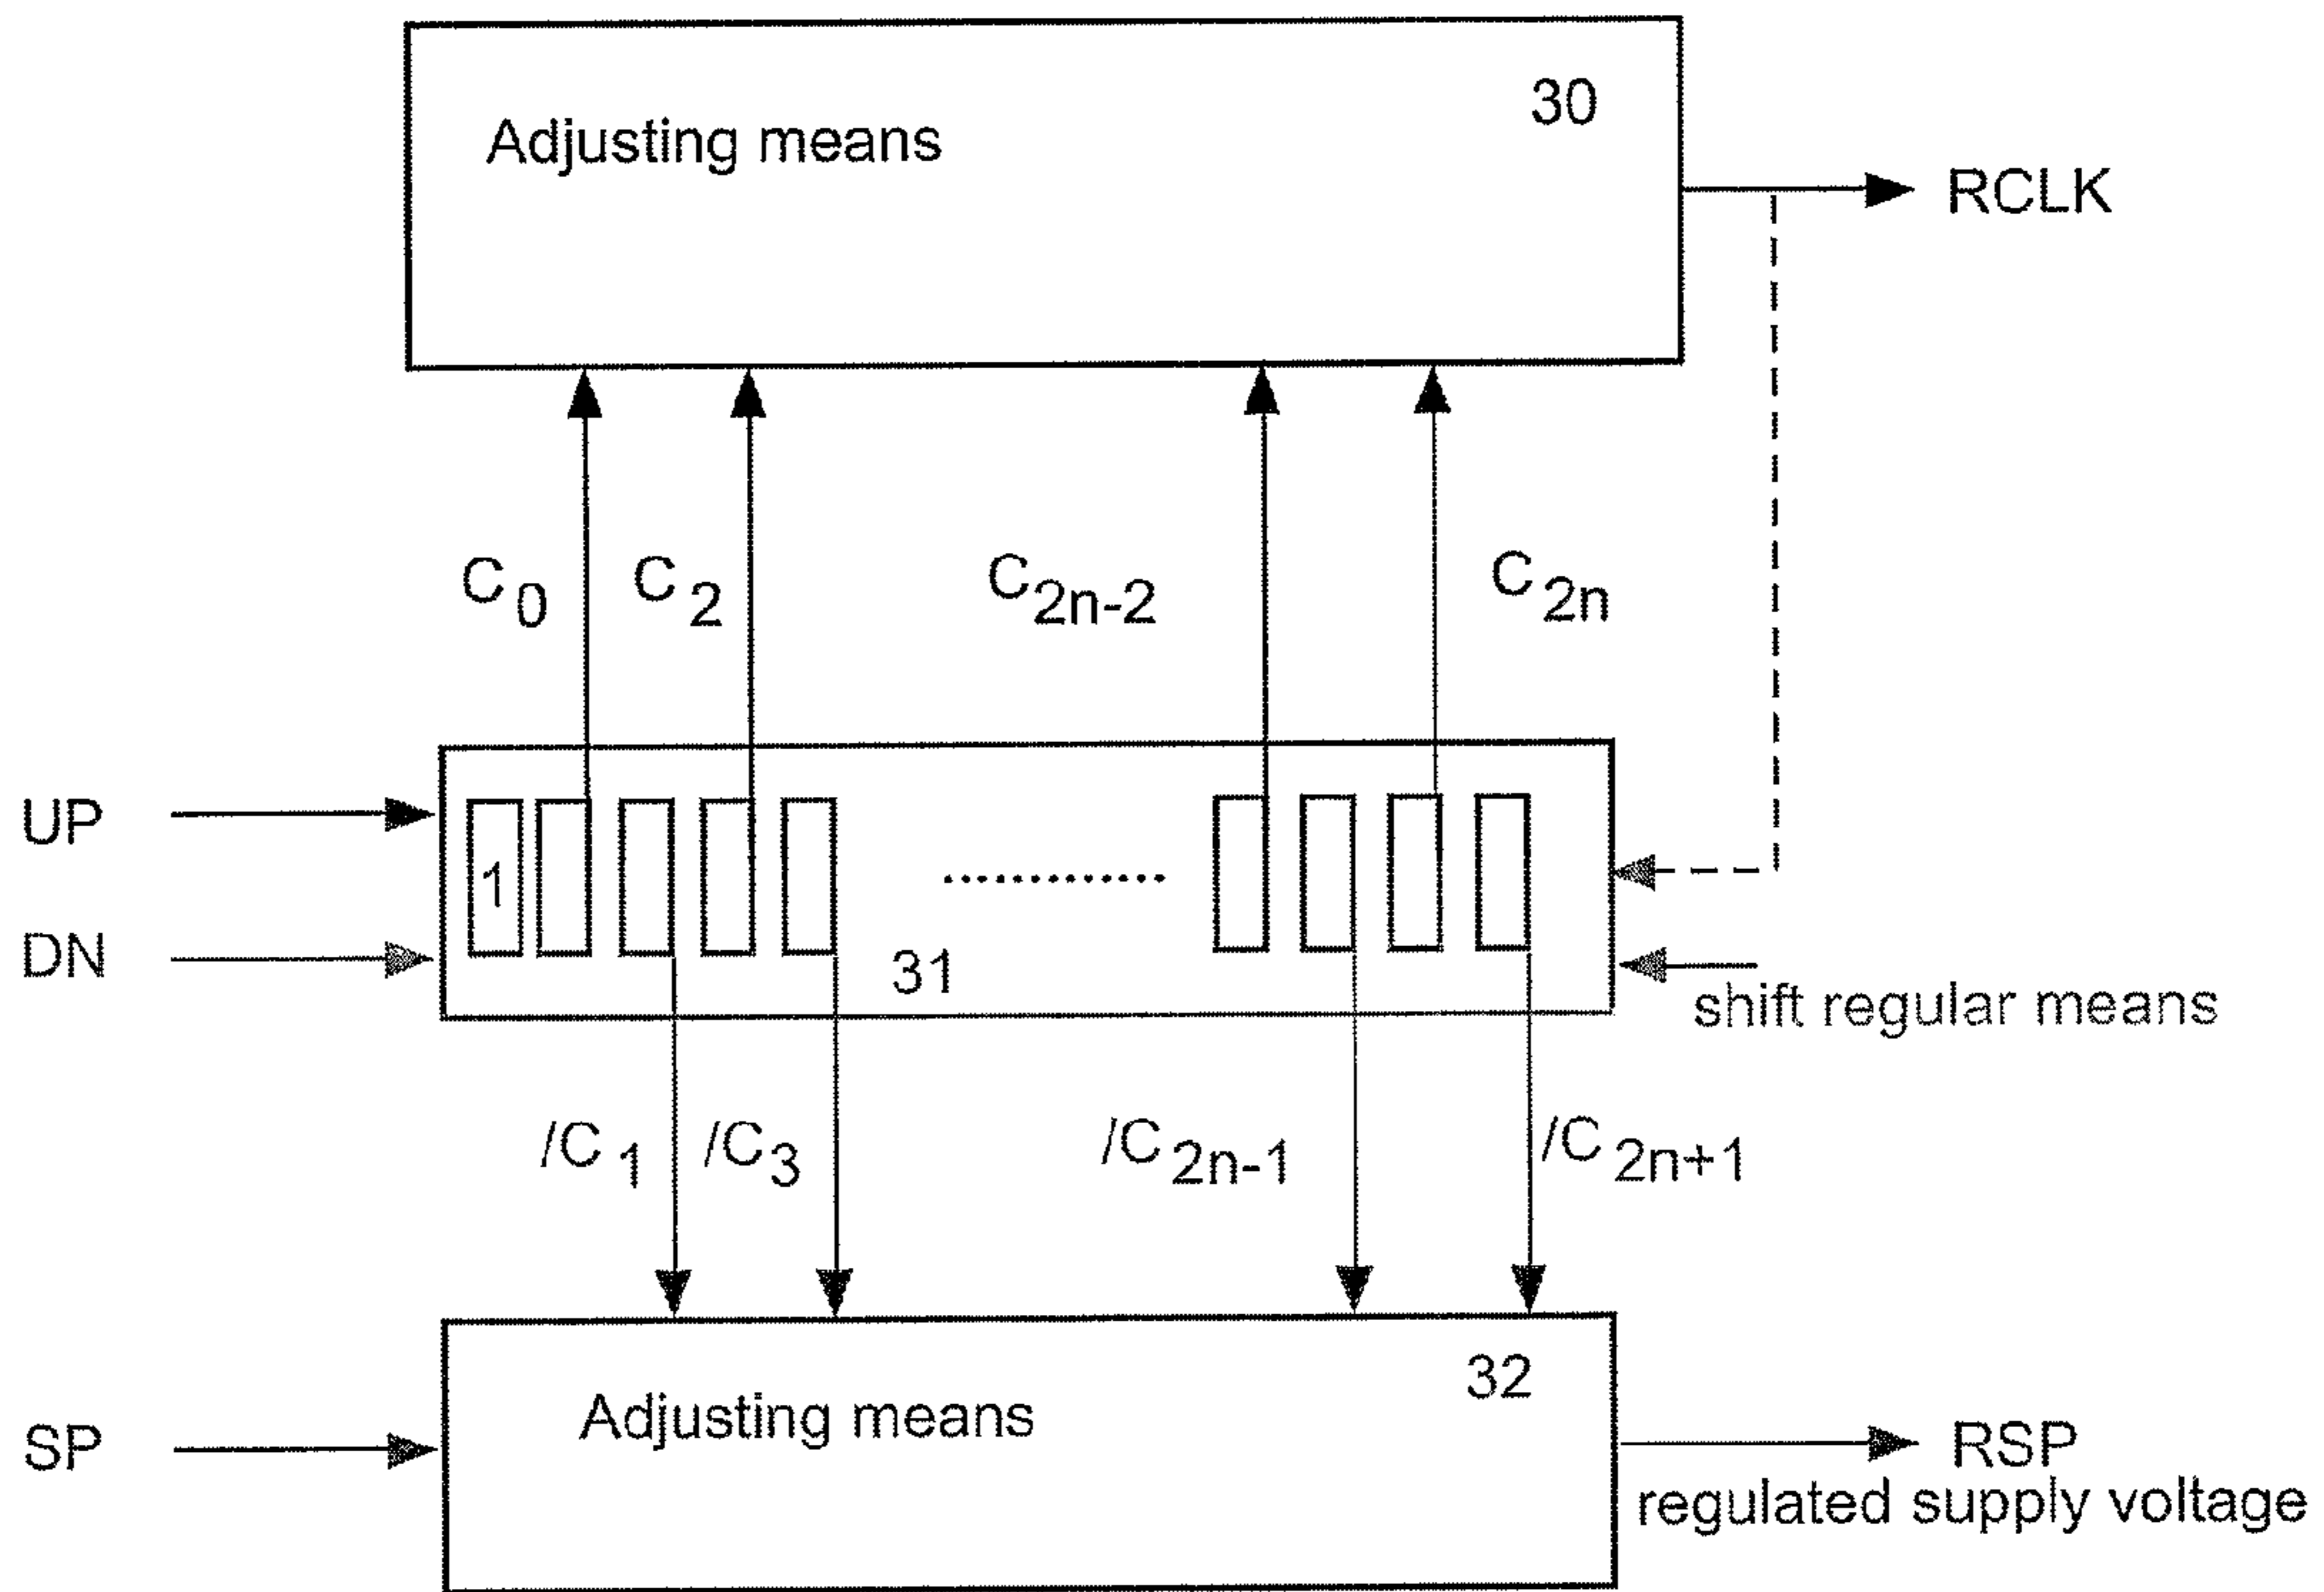 30
Adjusting means
RCLK
C0 C2 C2n-2 C2n
UP
1
DN
31
shift regular means
/C1 /C3 /C2n-1 /C2n+1
32
Adjusting means
SP
RSP
regulated supply voltage